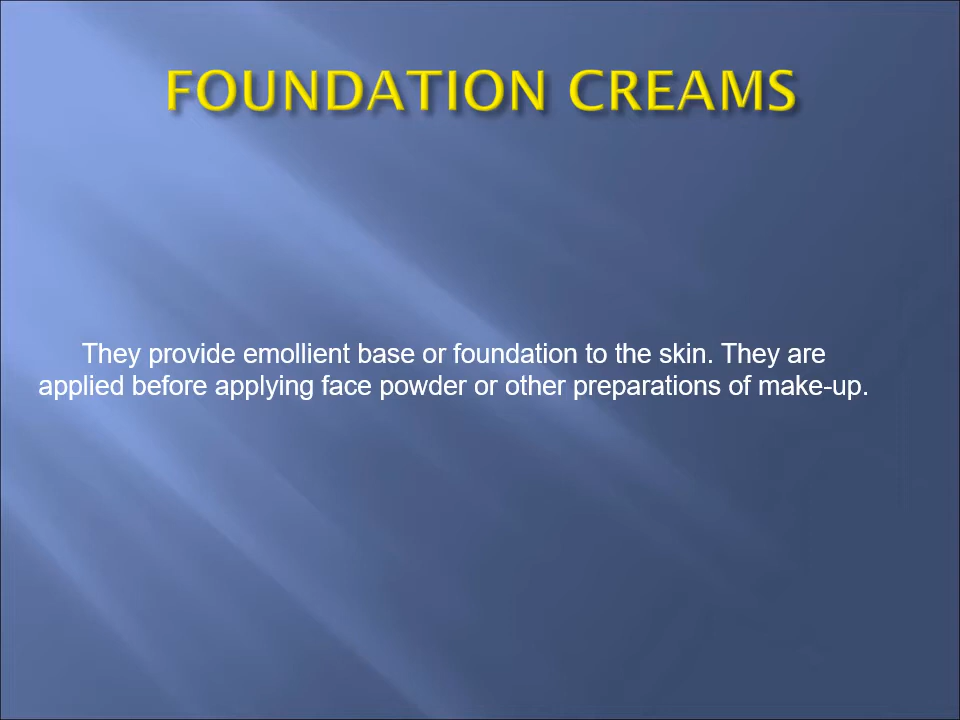 FOUNDATION CREAMS
They provide emollient base or foundation to the skin. They are
applied before applying face powder or other preparations of make-up.